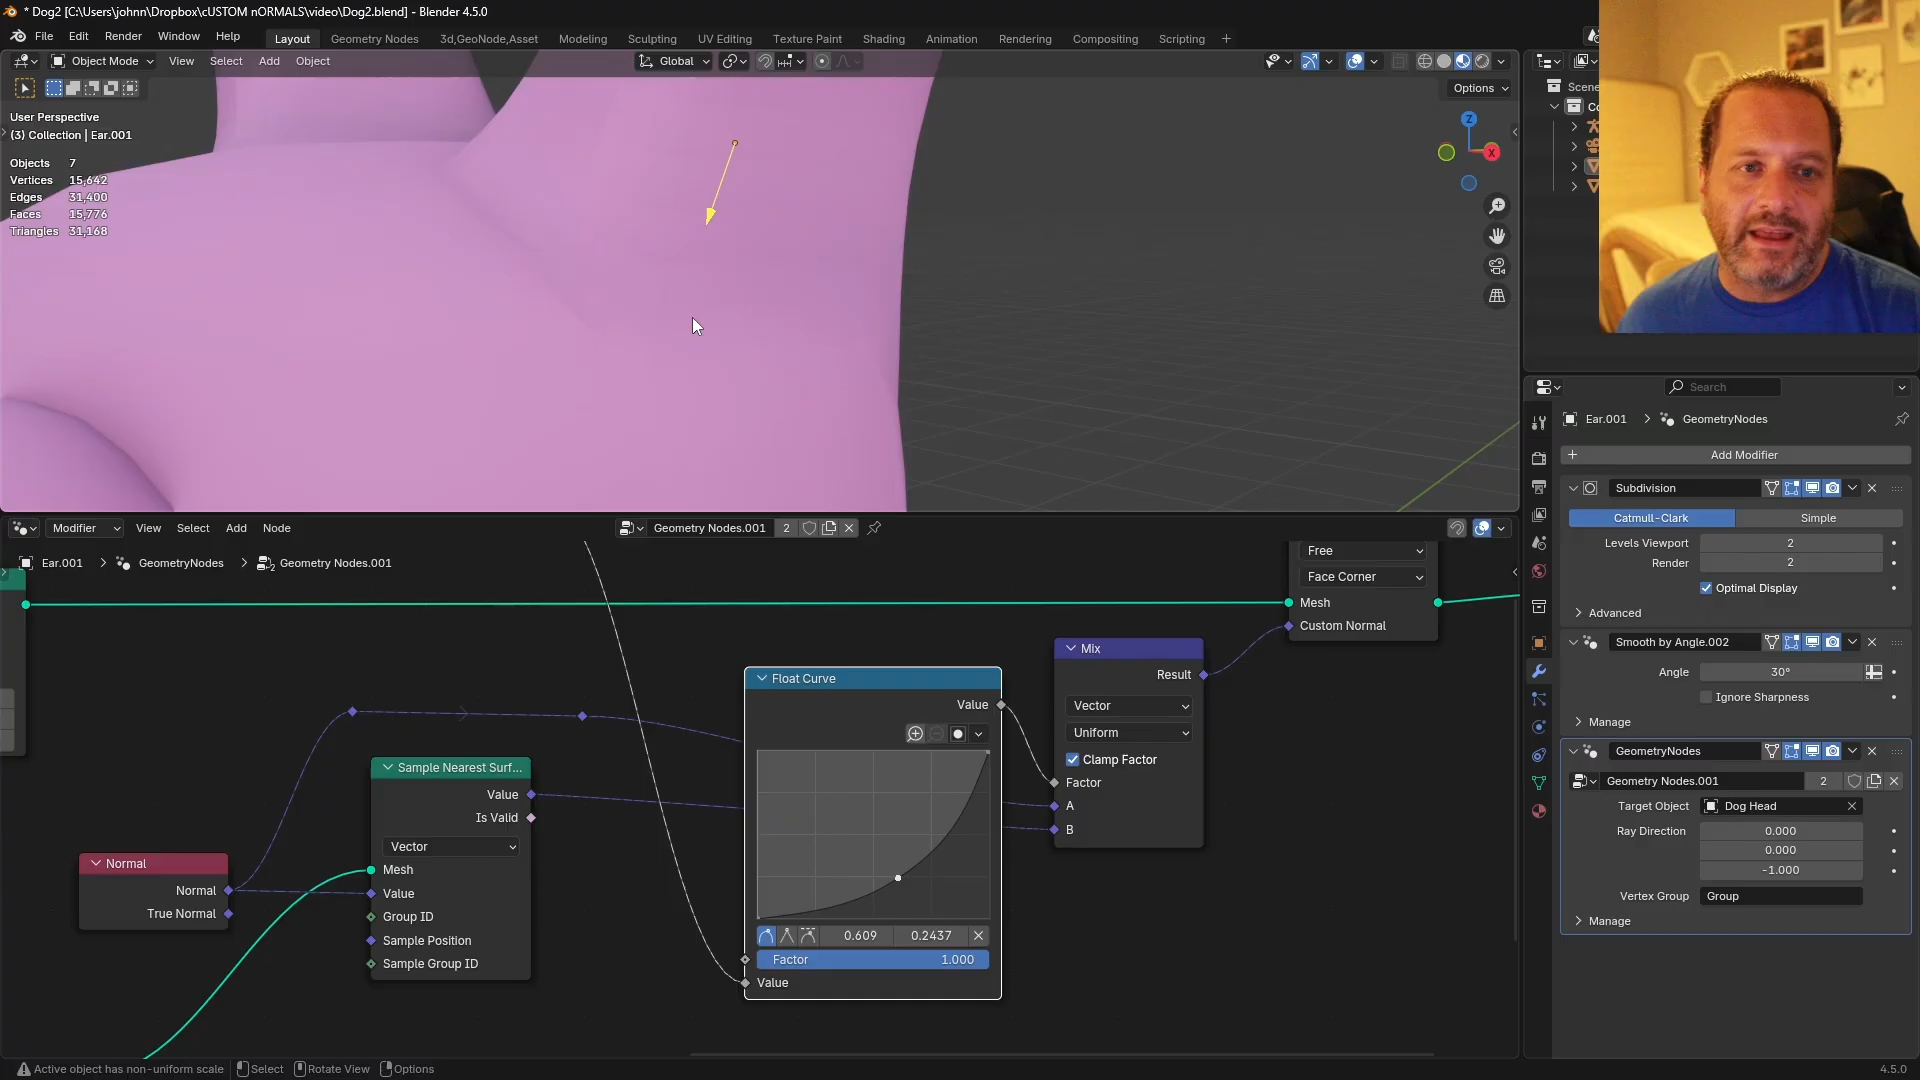 * Dog2 [C:\Users\johnn\Dropbox\cUSTOM nORMALS\video\Dog2.blend] - Blender 4.5.0
File Edit Render Window Help
Layout Geometry Nodes 3d,GeoNode,Asset Modeling Sculpting UV Editing Texture Paint Shading Animation Rendering Compositing Scripting +
Object Mode View Select Add Object
Global
Options
User Perspective
(3) Collection | Ear.001
Objects 7
Vertices 15,642
Edges 31,400
Faces 15,776
Triangles 31,168
Z
X
Scene
Search
Ear.001 > GeometryNodes
+ Add Modifier
Subdivision
Catmull-Clark Simple
Levels Viewport 2
Render 2
Optimal Display
Advanced
Smooth by Angle.002
Angle 30°
Ignore Sharpness
Manage
GeometryNodes
Geometry Nodes.001 2
Target Object Dog Head
Ray Direction 0.000
0.000
-1.000
Vertex Group Group
Manage
Modifier View Select Add Node
Geometry Nodes.001 2
Ear.001 > GeometryNodes > Geometry Nodes.001
Free
Face Corner
Mesh
Custom Normal
Mix
Result
Vector
Uniform
Clamp Factor
Factor
A
B
Float Curve
Value
0.609 0.2437
Factor 1.000
Value
Sample Nearest Surf...
Value
Is Valid
Vector
Mesh
Value
Group ID
Sample Position
Sample Group ID
Normal
Normal
True Normal
Active object has non-uniform scale Select Rotate View Options
4.5.0